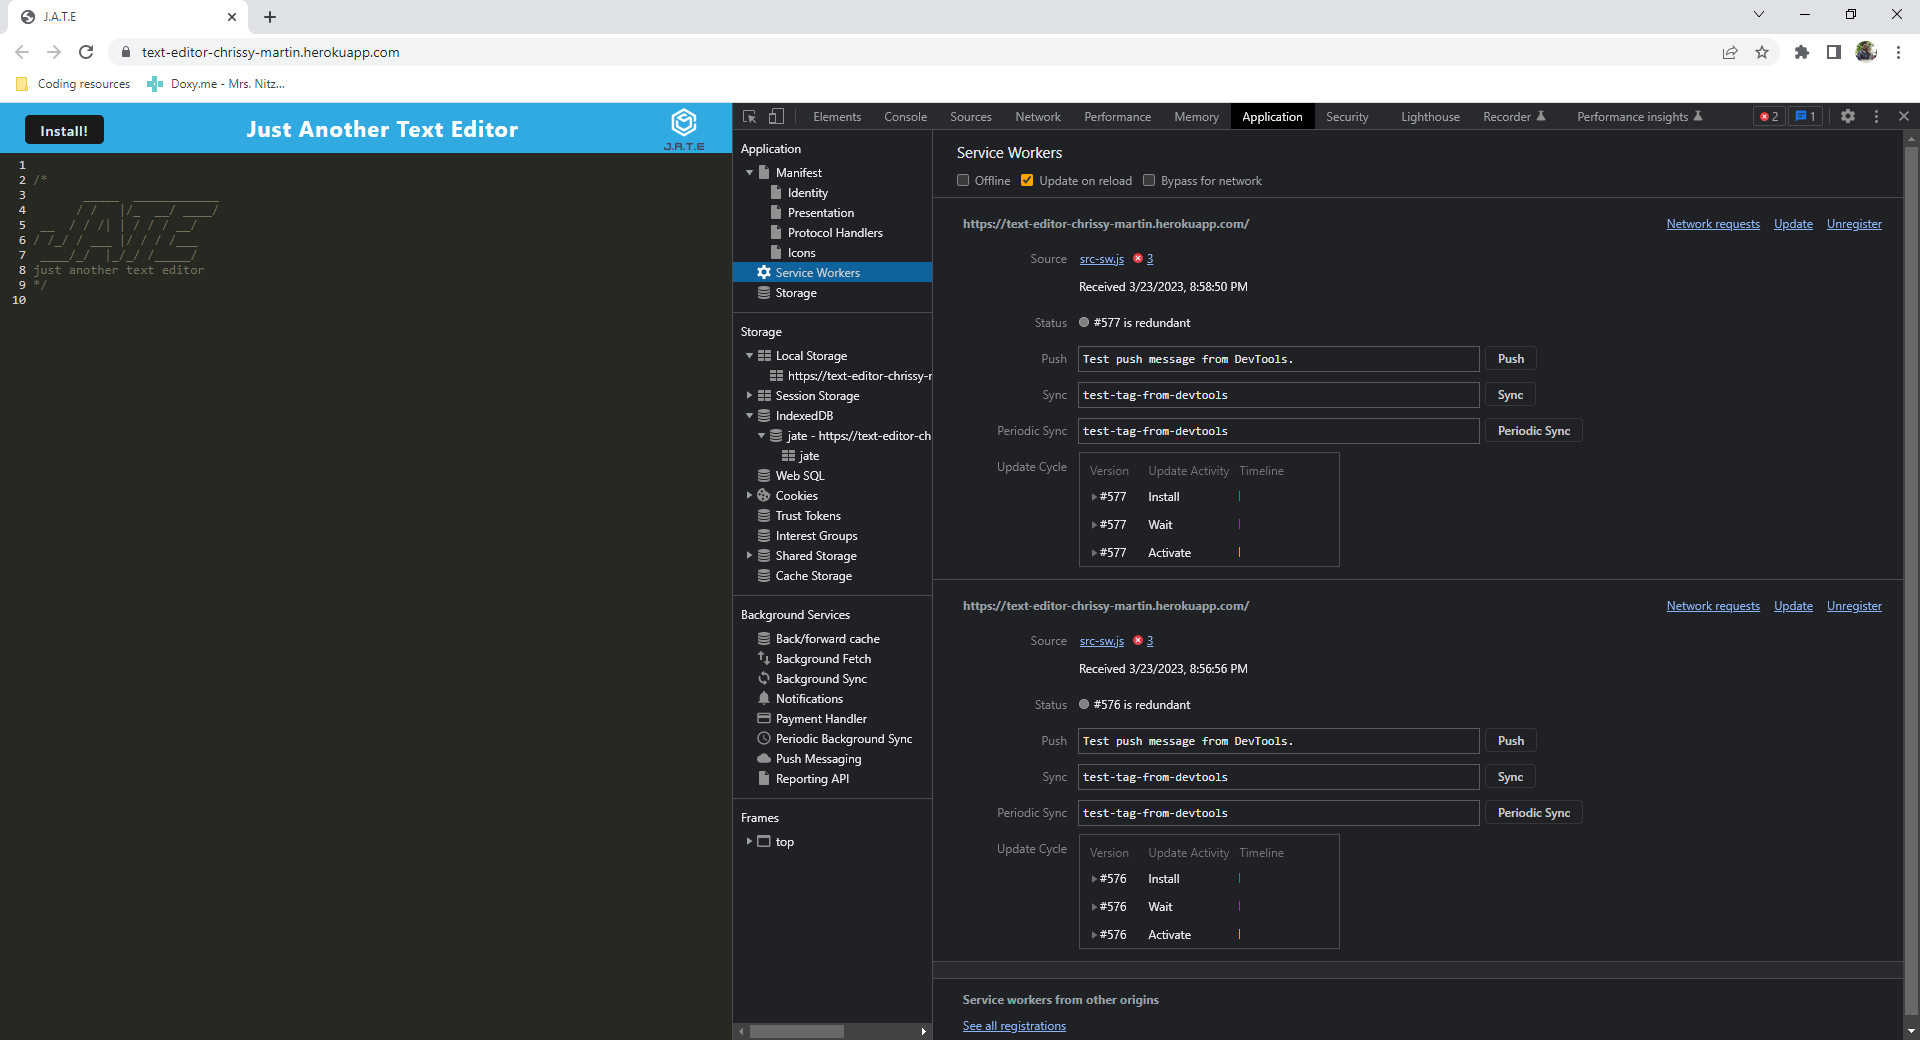 J.A.T.E
text-editor-chrissy-martin.herokuapp.com
Coding resources
Doxy.me - Mrs. Nitz...
Install!
Just Another Text Editor
J.A.T.E
1
2 /*
3
4
5
6
7
8 just another text editor
9 */
10
Elements Console Sources Network Performance Memory Application Security Lighthouse Recorder Performance insights 2 1
Application
Manifest
Identity
Presentation
Protocol Handlers
Icons
Service Workers
Storage
Storage
Local Storage
https://text-editor-chrissy-r
Session Storage
IndexedDB
jate - https://text-editor-ch
jate
Web SQL
Cookies
Trust Tokens
Interest Groups
Shared Storage
Cache Storage
Background Services
Back/forward cache
Background Fetch
Background Sync
Notifications
Payment Handler
Periodic Background Sync
Push Messaging
Reporting API
Frames
top
Service Workers
Offline Update on reload Bypass for network
https://text-editor-chrissy-martin.herokuapp.com/ Network requests Update Unregister
Source src-sw.js 3
Received 3/23/2023, 8:58:50 PM
Status #577 is redundant
Push Test push message from DevTools. Push
Sync test-tag-from-devtools Sync
Periodic Sync test-tag-from-devtools Periodic Sync
Update Cycle Version Update Activity Timeline
#577 Install
#577 Wait
#577 Activate
https://text-editor-chrissy-martin.herokuapp.com/ Network requests Update Unregister
Source src-sw.js 3
Received 3/23/2023, 8:56:56 PM
Status #576 is redundant
Push Test push message from DevTools. Push
Sync test-tag-from-devtools Sync
Periodic Sync test-tag-from-devtools Periodic Sync
Update Cycle Version Update Activity Timeline
#576 Install
#576 Wait
#576 Activate
Service workers from other origins
See all registrations